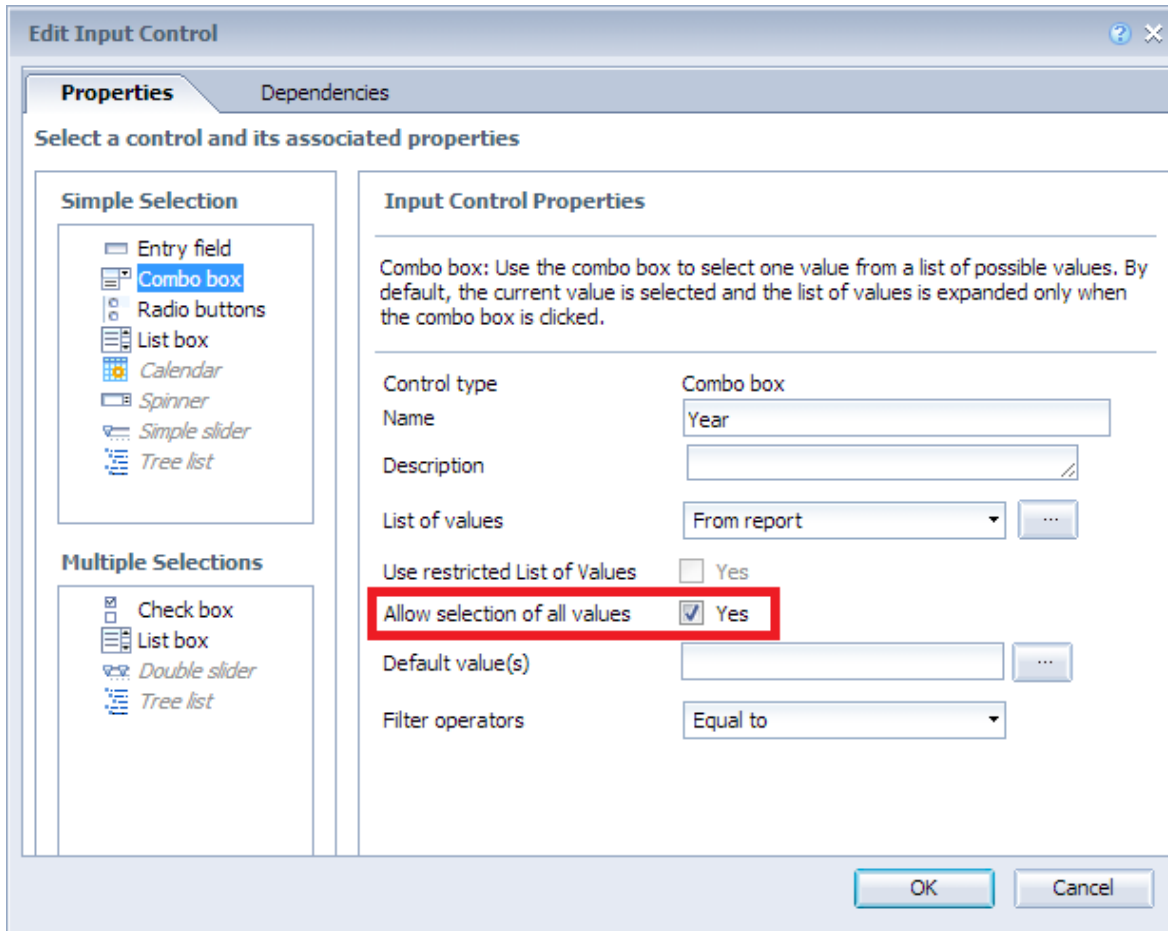 Edit Input Control
Properties
Dependencies
Select a control and its associated properties
Simple Selection
Entry field
Combo box
Radio buttons
List box
Calendar
Spinner
Simple slider
Tree list
Multiple Selections
Check box
List box
Double slider
Tree list
Input Control Properties
Combo box: Use the combo box to select one value from a list of possible values. By
default, the current value is selected and the list of values is expanded only when
the combo box is clicked.
Control type Combo box
Name Year
Description
List of values From report ...
Use restricted List of Values Yes
Allow selection of all values Yes
Default value(s) ...
Filter operators Equal to
OK Cancel